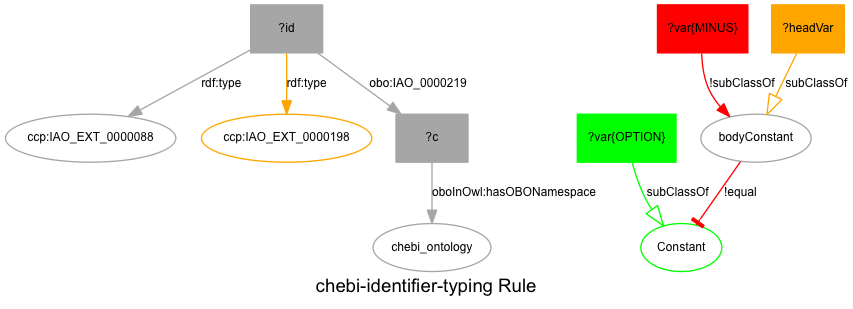 ?id
?var{MINUS}
?headVar
rdf:type
rdf:type
obo:IAO_0000219
!subClassOf
subClassOf
ccp:IAO_EXT_0000088
ccp:IAO_EXT_0000198
?c
?var{OPTION}
bodyConstant
oboInOwl:hasOBONamespace
subClassOf
!equal
chebi_ontology
Constant
chebi-identifier-typing Rule